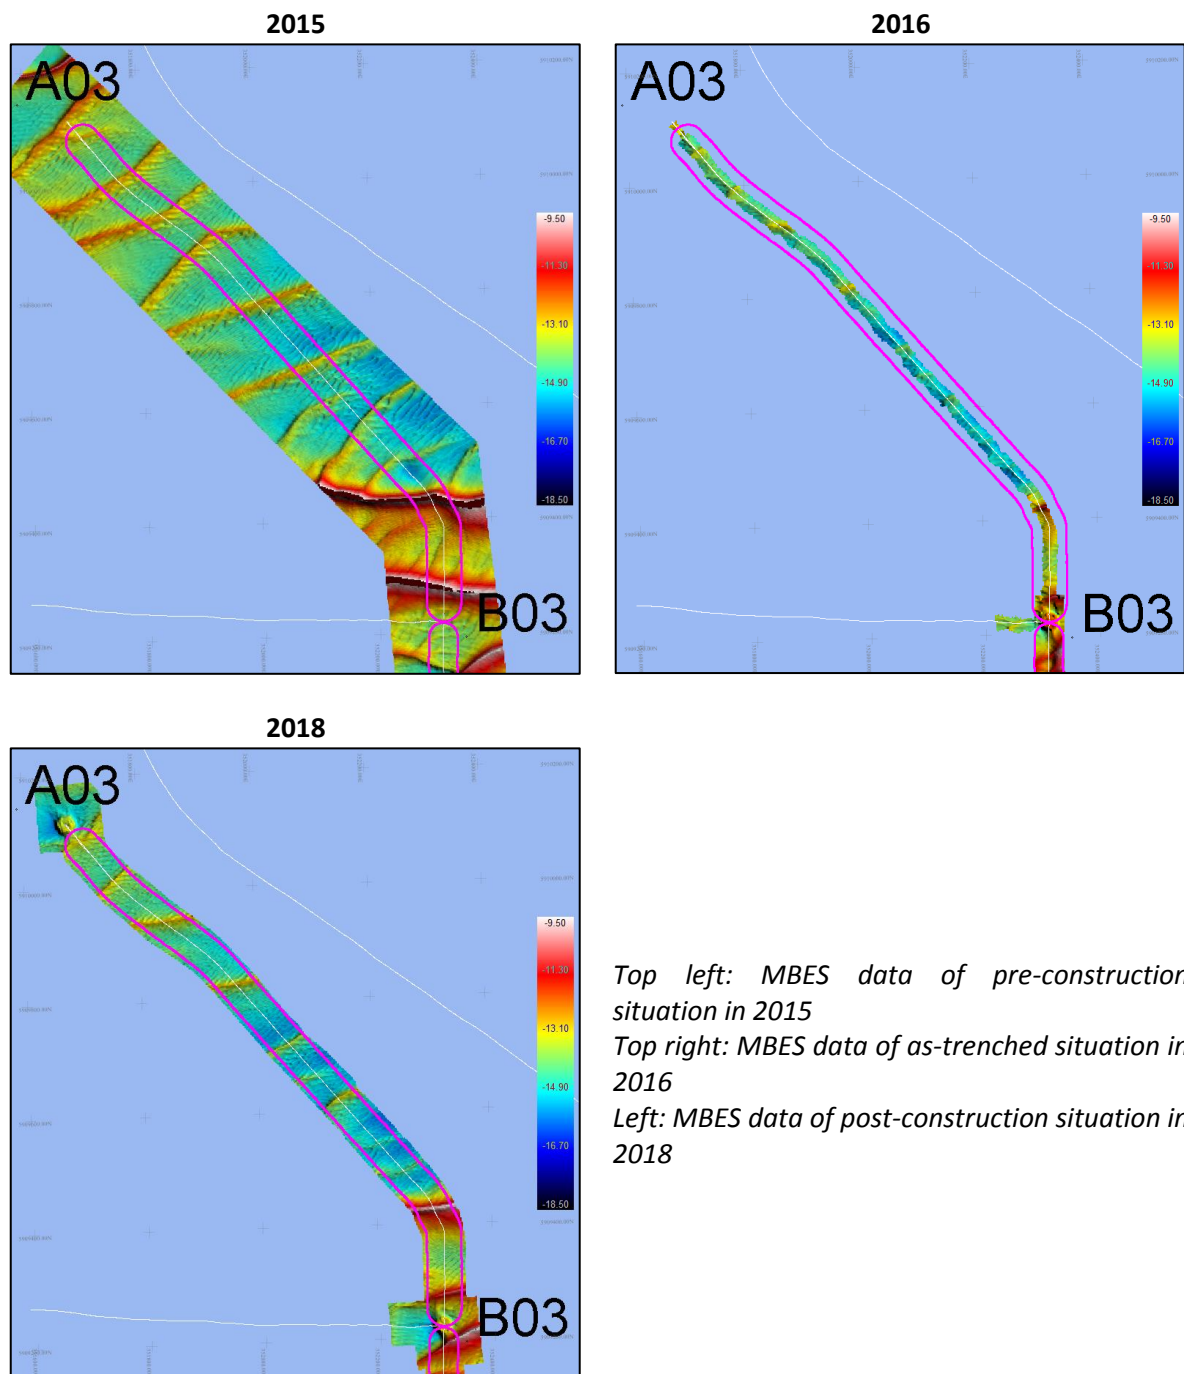 2015
2016
A03
A03
-9.50
-11.30
-13.10
-14.90
-16.70
-18.50
-9.50
-11.30
-13.10
-14.90
-16.70
-18.50
B03
B03
2018
A03
-9.50
-11.30
-13.10
-14.90
-16.70
-18.50
B03
Top left: MBES data of pre-construction
situation in 2015
Top right: MBES data of as-trenched situation in
2016
Left: MBES data of post-construction situation in
2018